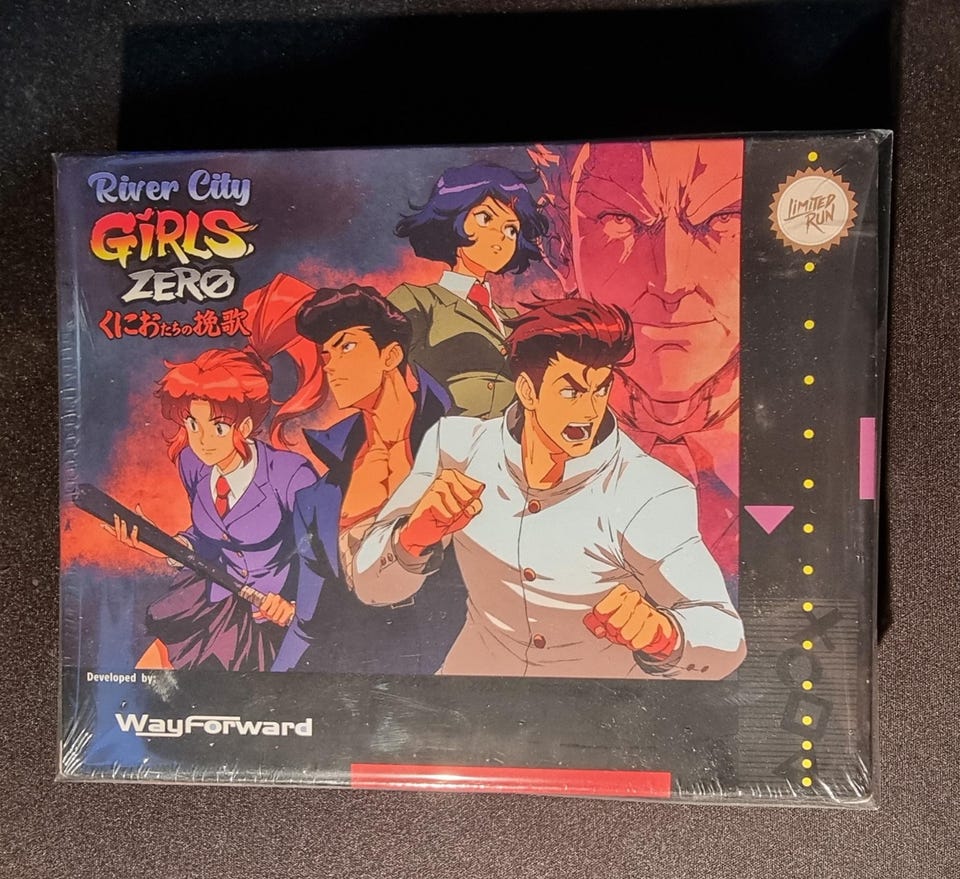 River City
GIRLS
ZERO
くにおたちの挽歌
LIMITED
RUN
Developed by:
WayForward